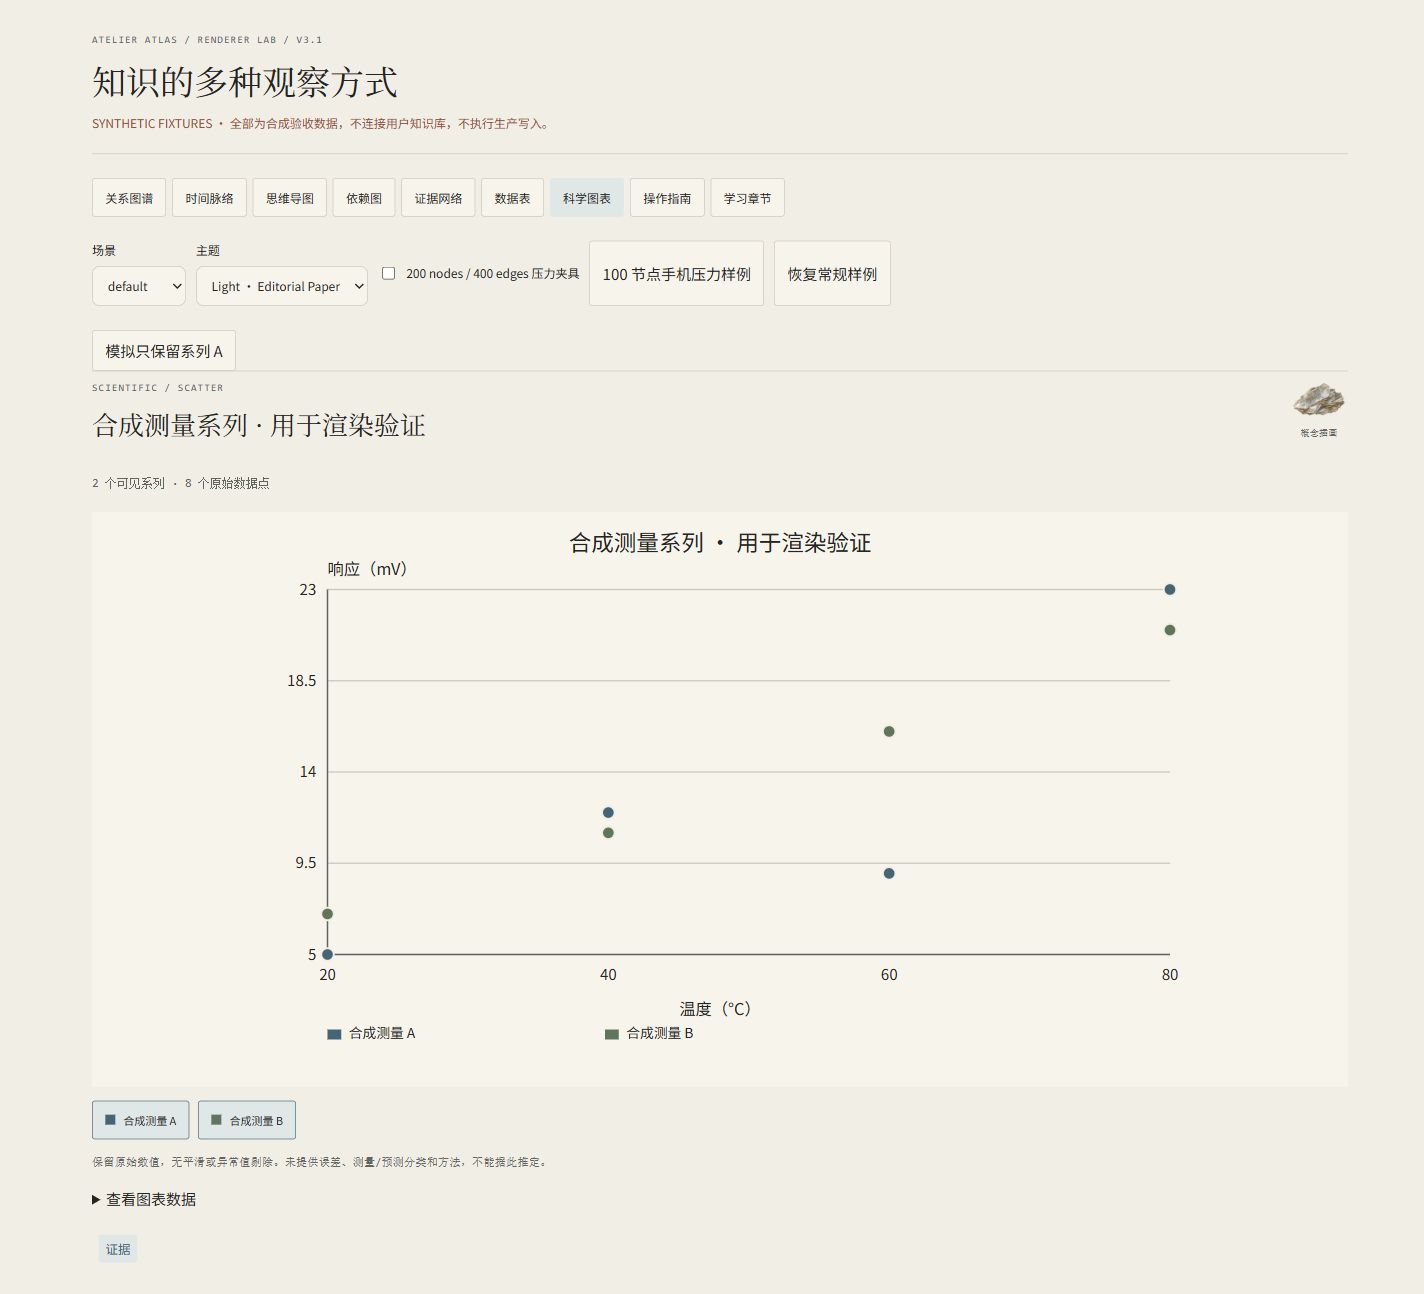 ATELIER ATLAS / RENDERER LAB / V3.1
知识的多种观察方式
SYNTHETIC FIXTURES · 全部为合成验收数据，不连接用户知识库，不执行生产写入。
关系图谱 时间脉络 思维导图 依赖图 证据网络 数据表 科学图表 操作指南 学习章节
场景 主题
default Light · Editorial Paper 200 nodes / 400 edges 压力夹具 100 节点手机压力样例 恢复常规样例
模拟只保留系列 A
SCIENTIFIC / SCATTER
合成测量系列 · 用于渲染验证
概念插画
2 个可见系列 · 8 个原始数据点
合成测量系列 · 用于渲染验证
响应（mV）
23
18.5
14
9.5
5
20 40 60 80
温度（°C）
合成测量 A 合成测量 B
合成测量 A 合成测量 B
保留原始数值，无平滑或异常值剔除。未提供误差、测量/预测分类和方法，不能据此推定。
▶ 查看图表数据
证据